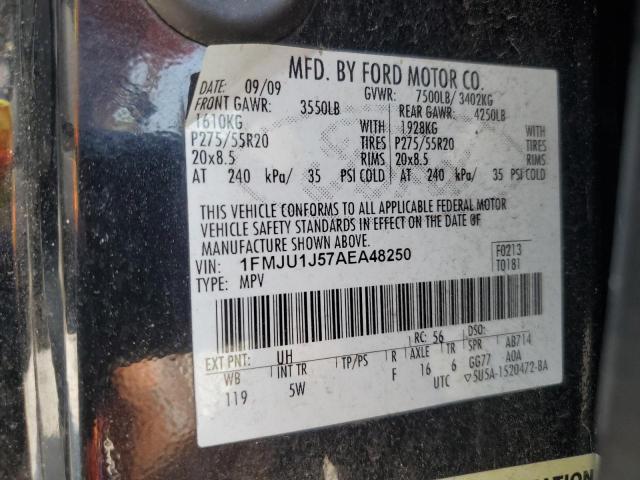 MFD. BY FORD MOTOR CO.
DATE: 09/09 GVWR: 7500LB/ 3402KG
FRONT GAWR: 3550LB REAR GAWR: 4250LB
1610KG WITH 1928KG WITH
P275/55R20 TIRES P275/55R20 TIRES
20x8.5 RIMS 20x8.5 RIMS
AT 240 kPa/ 35 PSI COLD AT 240 kPa/ 35 PSI COLD
THIS VEHICLE CONFORMS TO ALL APPLICABLE FEDERAL MOTOR
VEHICLE SAFETY STANDARDS IN EFFECT ON THE DATE OF
MANUFACTURE SHOWN ABOVE.
VIN: 1FMJU1J57AEA48250 F0213
TYPE: MPV T0181
EXT PNT: UH RC: 56 DSO:
WB INT TR TP/PS R AXLE TR SPR AB714
119 5W F 16 6 GG77 A0A
UTC ▽5U5A-1520472-BA